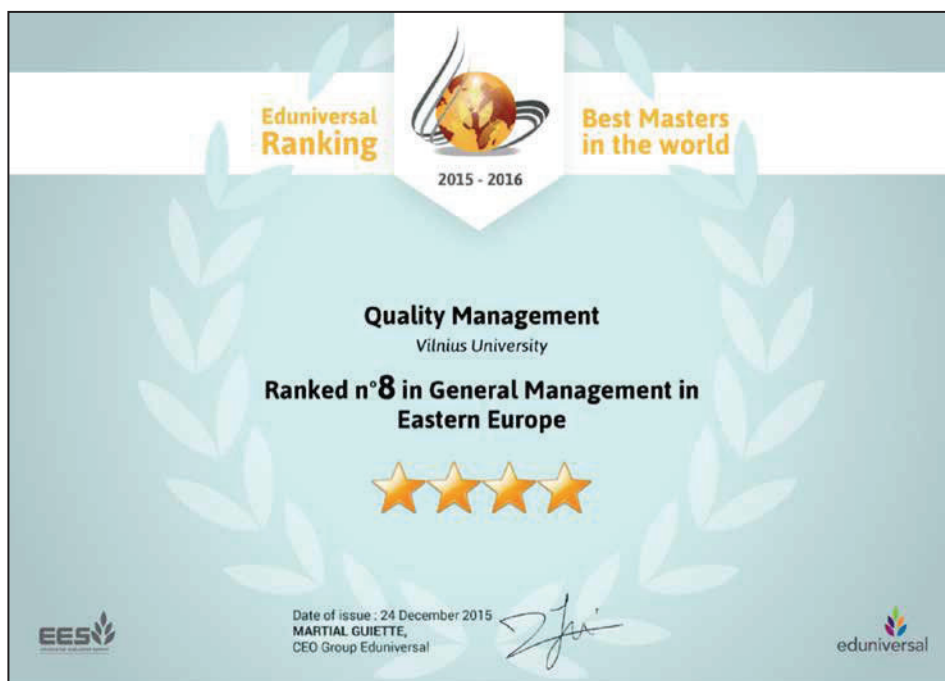 Eduniversal
Ranking
Best Masters
in the world
2015 - 2016
Quality Management
Vilnius University
Ranked n°8 in General Management in
Eastern Europe
Date of issue : 24 December 2015
MARTIAL GUIETTE,
CEO Group Eduniversal
EES
eduniversal